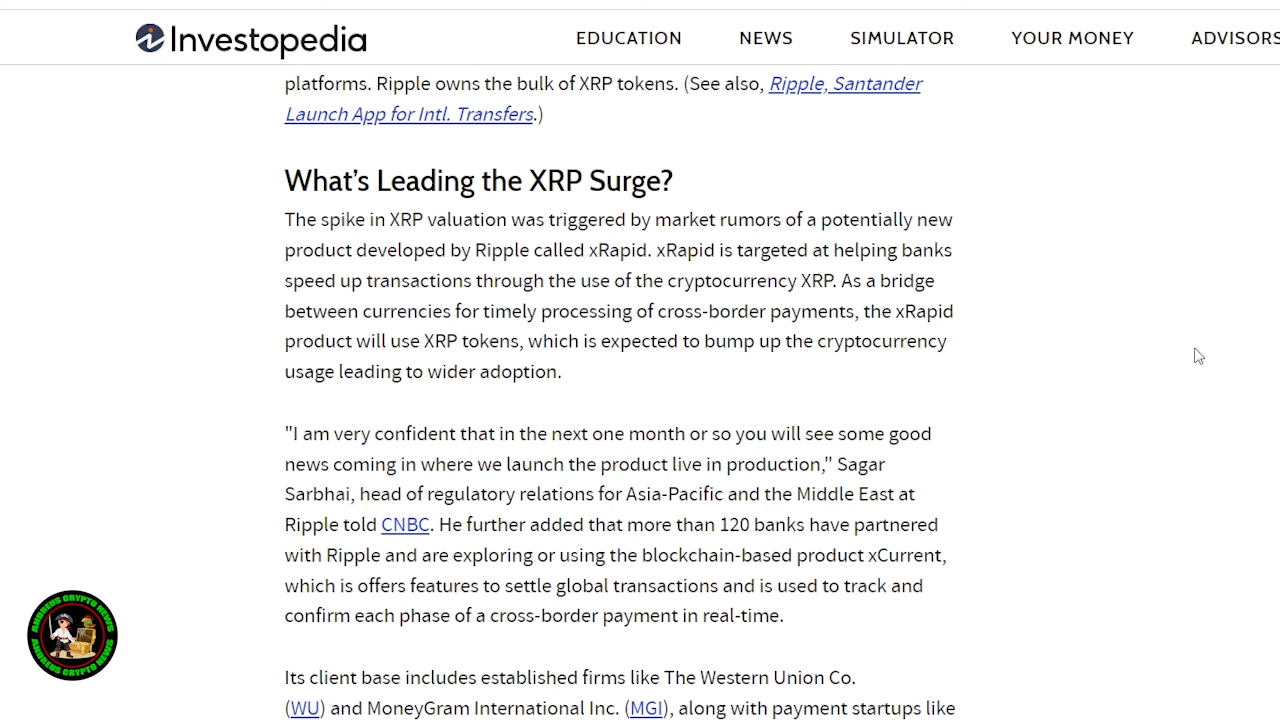 Investopedia
EDUCATION NEWS SIMULATOR YOUR MONEY ADVISORS
platforms. Ripple owns the bulk of XRP tokens. (See also, Ripple, Santander
Launch App for Intl. Transfers.)
What's Leading the XRP Surge?
The spike in XRP valuation was triggered by market rumors of a potentially new
product developed by Ripple called xRapid. xRapid is targeted at helping banks
speed up transactions through the use of the cryptocurrency XRP. As a bridge
between currencies for timely processing of cross-border payments, the xRapid
product will use XRP tokens, which is expected to bump up the cryptocurrency
usage leading to wider adoption.
"I am very confident that in the next one month or so you will see some good
news coming in where we launch the product live in production," Sagar
Sarbhai, head of regulatory relations for Asia-Pacific and the Middle East at
Ripple told CNBC. He further added that more than 120 banks have partnered
with Ripple and are exploring or using the blockchain-based product xCurrent,
which is offers features to settle global transactions and is used to track and
confirm each phase of a cross-border payment in real-time.
Its client base includes established firms like The Western Union Co.
(WU) and MoneyGram International Inc. (MGI), along with payment startups like
ANDREUS CRYPTO NEWS
ANDREUS CRYPTO NEWS